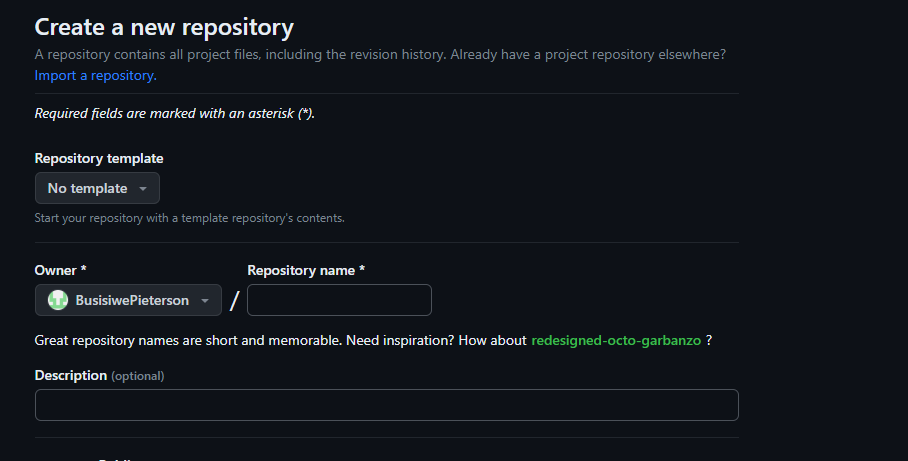 Create a new repository
A repository contains all project files, including the revision history. Already have a project repository elsewhere?
Import a repository.
Required fields are marked with an asterisk (*).
Repository template
No template
Start your repository with a template repository's contents.
Owner * Repository name *
BusisiwePieterson /
Great repository names are short and memorable. Need inspiration? How about redesigned-octo-garbanzo ?
Description (optional)